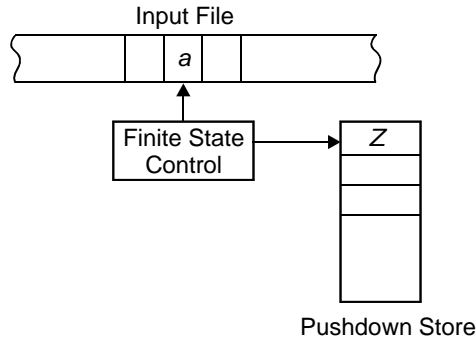 Input File
a
Finite State
Control
Z
Pushdown Store